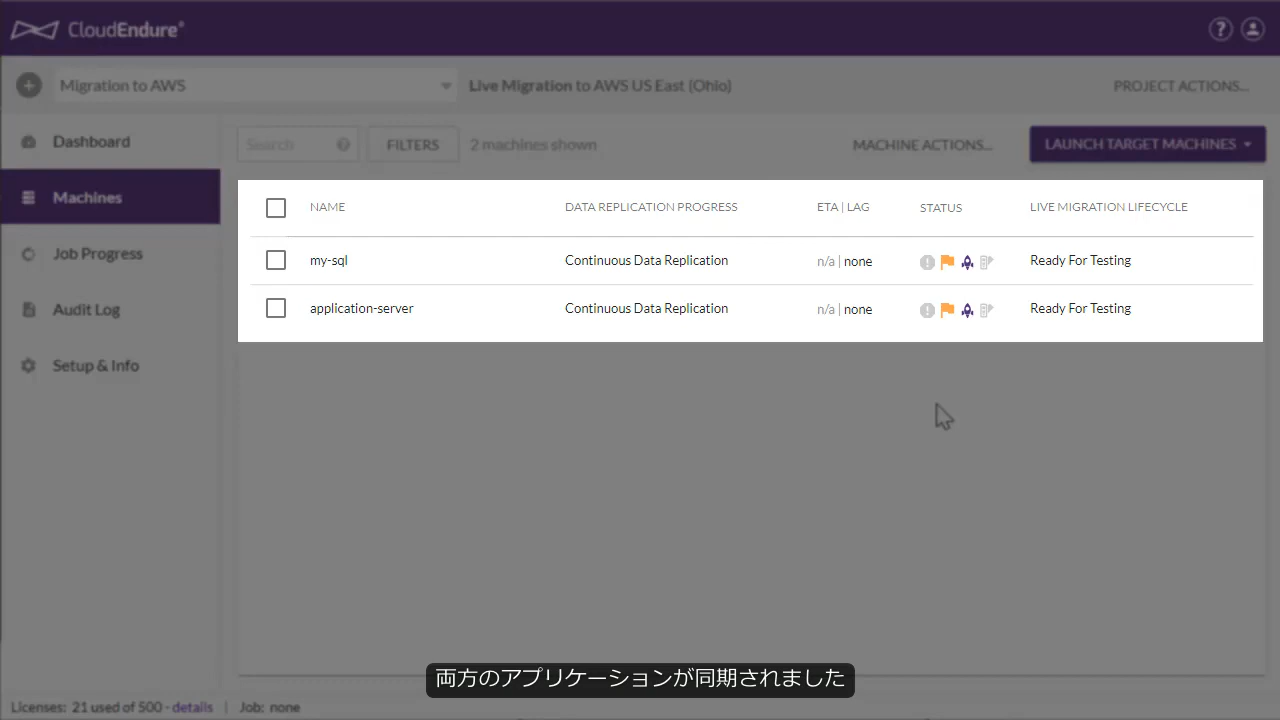 CloudEndure®
Migration to AWS
Live Migration to AWS US East (Ohio)
PROJECT ACTIONS...
Dashboard
Machines
Job Progress
Audit Log
Setup & Info
Search
FILTERS
2 machines shown
MACHINE ACTIONS...
LAUNCH TARGET MACHINES
NAME DATA REPLICATION PROGRESS ETA | LAG STATUS LIVE MIGRATION LIFECYCLE
my-sql Continuous Data Replication n/a | none Ready For Testing
application-server Continuous Data Replication n/a | none Ready For Testing
両方のアプリケーションが同期されました
Licenses: 21 used of 500 - details | Job: none